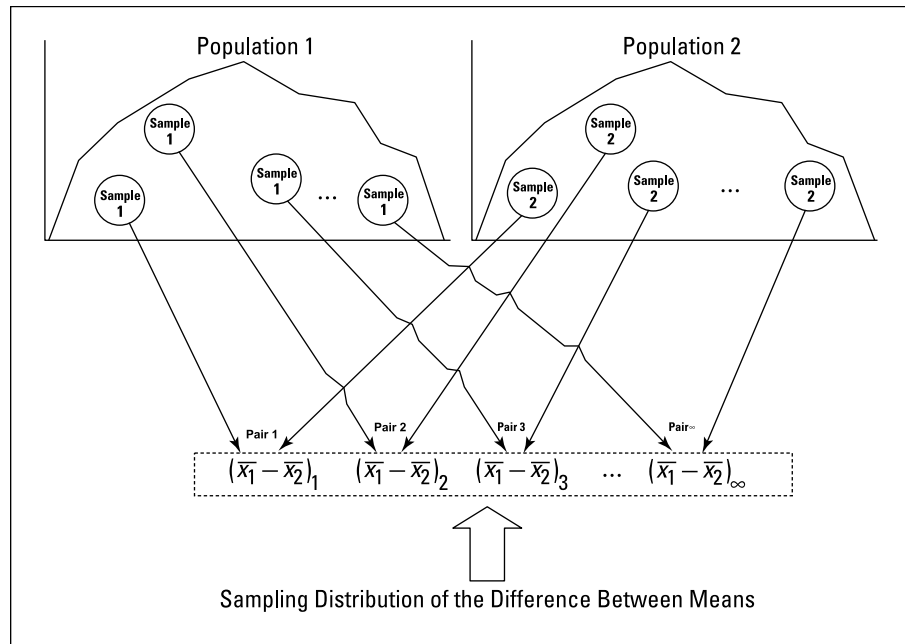 Population 1
Population 2
Sample
1
Sample
2
Sample
1
Sample
2
Sample
1
...
Sample
1
Sample
2
...
Sample
2
Pair 1
Pair 2
Pair 3
Pair∞
(x̅₁ − x̅₂)₁ (x̅₁ − x̅₂)₂ (x̅₁ − x̅₂)₃ ... (x̅₁ − x̅₂)∞
Sampling Distribution of the Difference Between Means